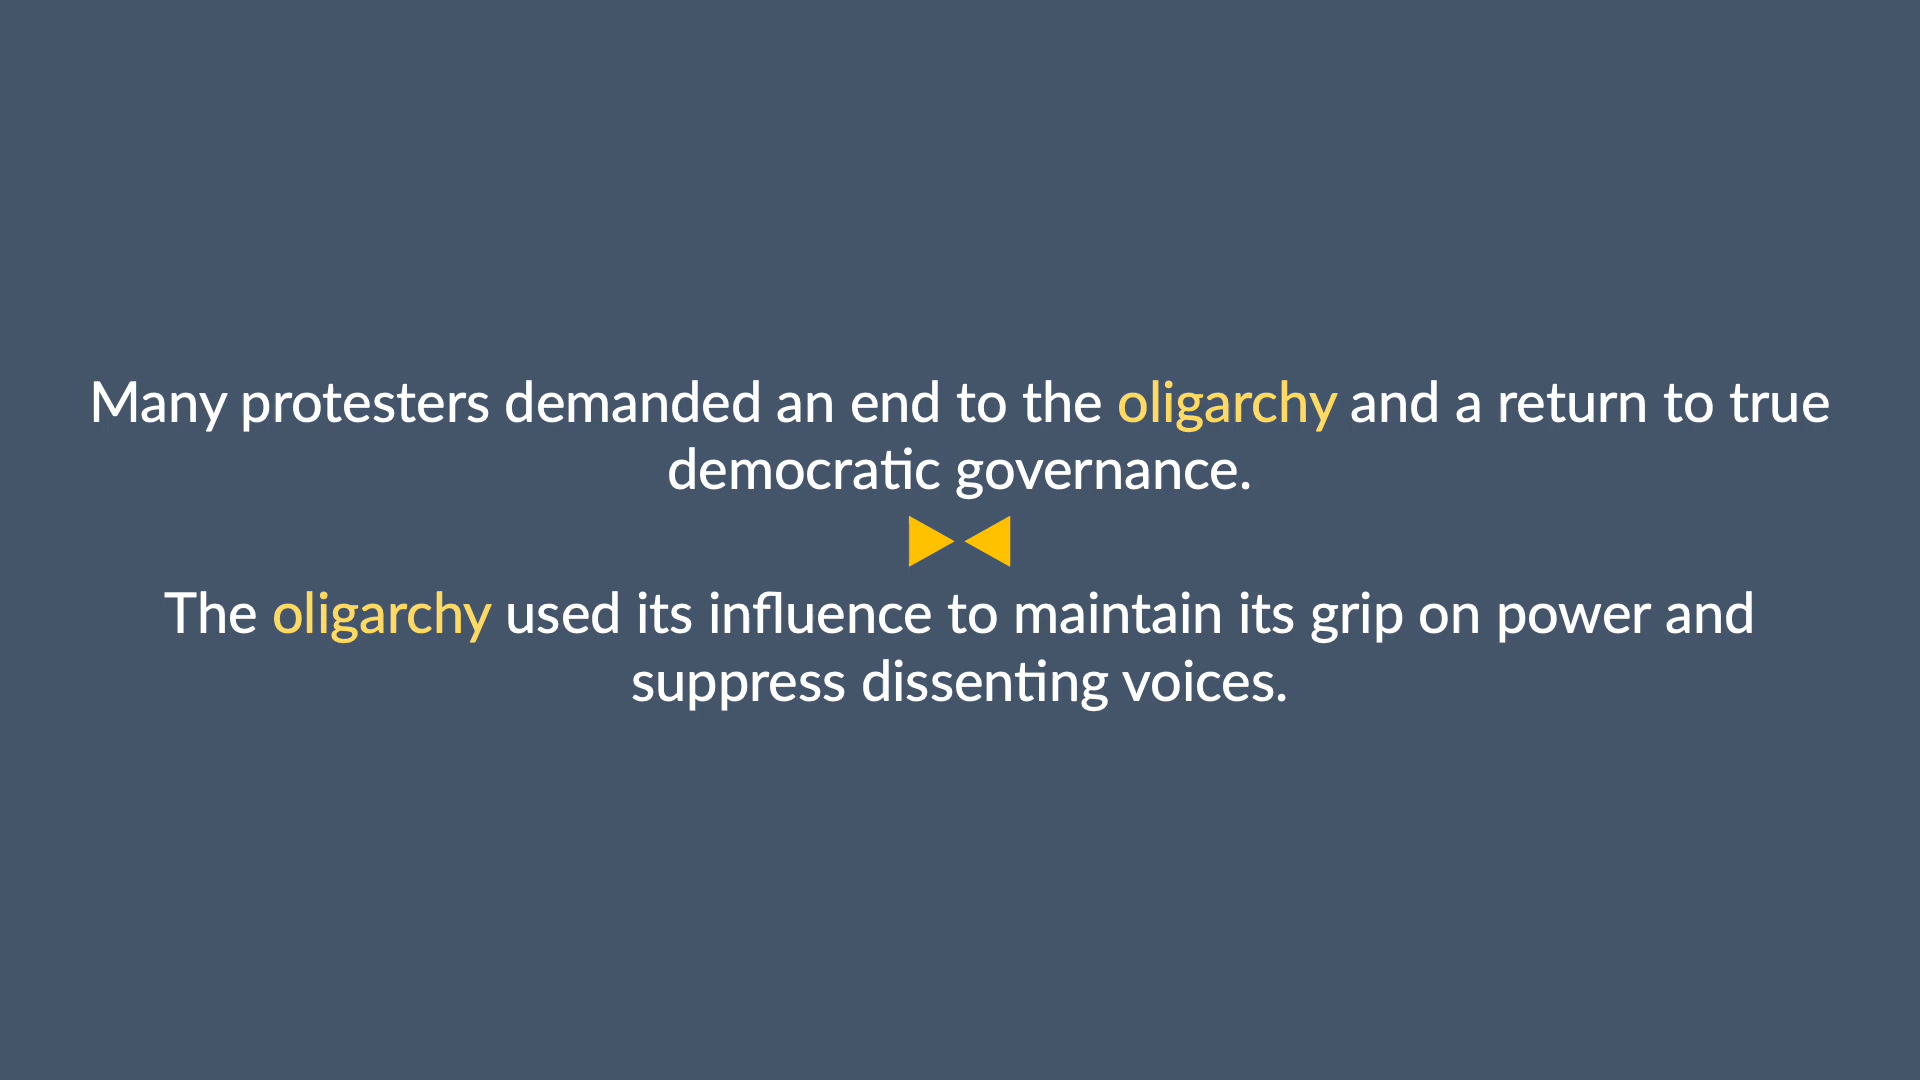 Many protesters demanded an end to the oligarchy and a return to true
democratic governance.
The oligarchy used its influence to maintain its grip on power and
suppress dissenting voices.